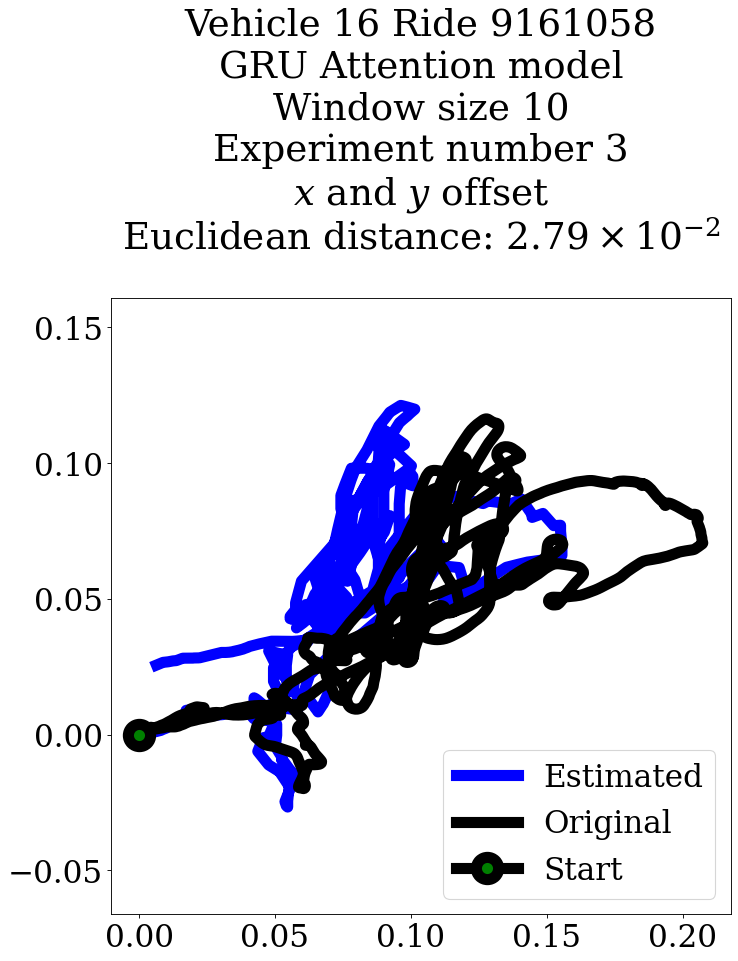 Vehicle 16 Ride 9161058
GRU Attention model
Window size 10
Experiment number 3
x and y offset
Euclidean distance: 2.79 × 10⁻²
0.15
0.10
0.05
0.00
−0.05
Estimated
Original
Start
0.00 0.05 0.10 0.15 0.20